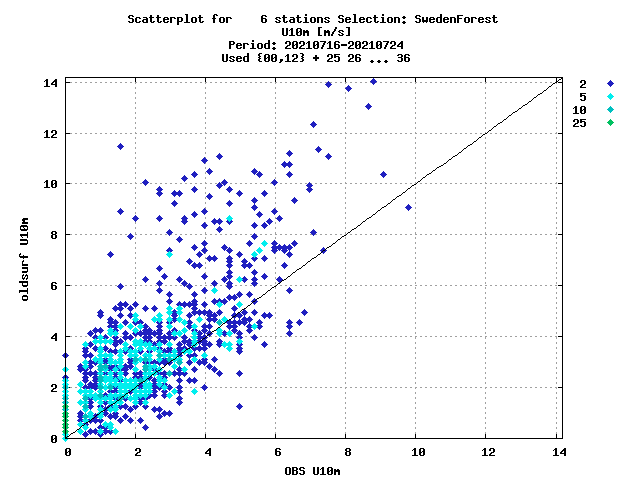 Scatterplot for 6 stations Selection: SwedenForest
U10m [m/s]
Period: 20210716-20210724
Used {00,12} + 25 26 ... 36
14
12
10
8
6
4
2
0
oldsurf U10m
0 2 4 6 8 10 12 14
OBS U10m
2
5
10
25